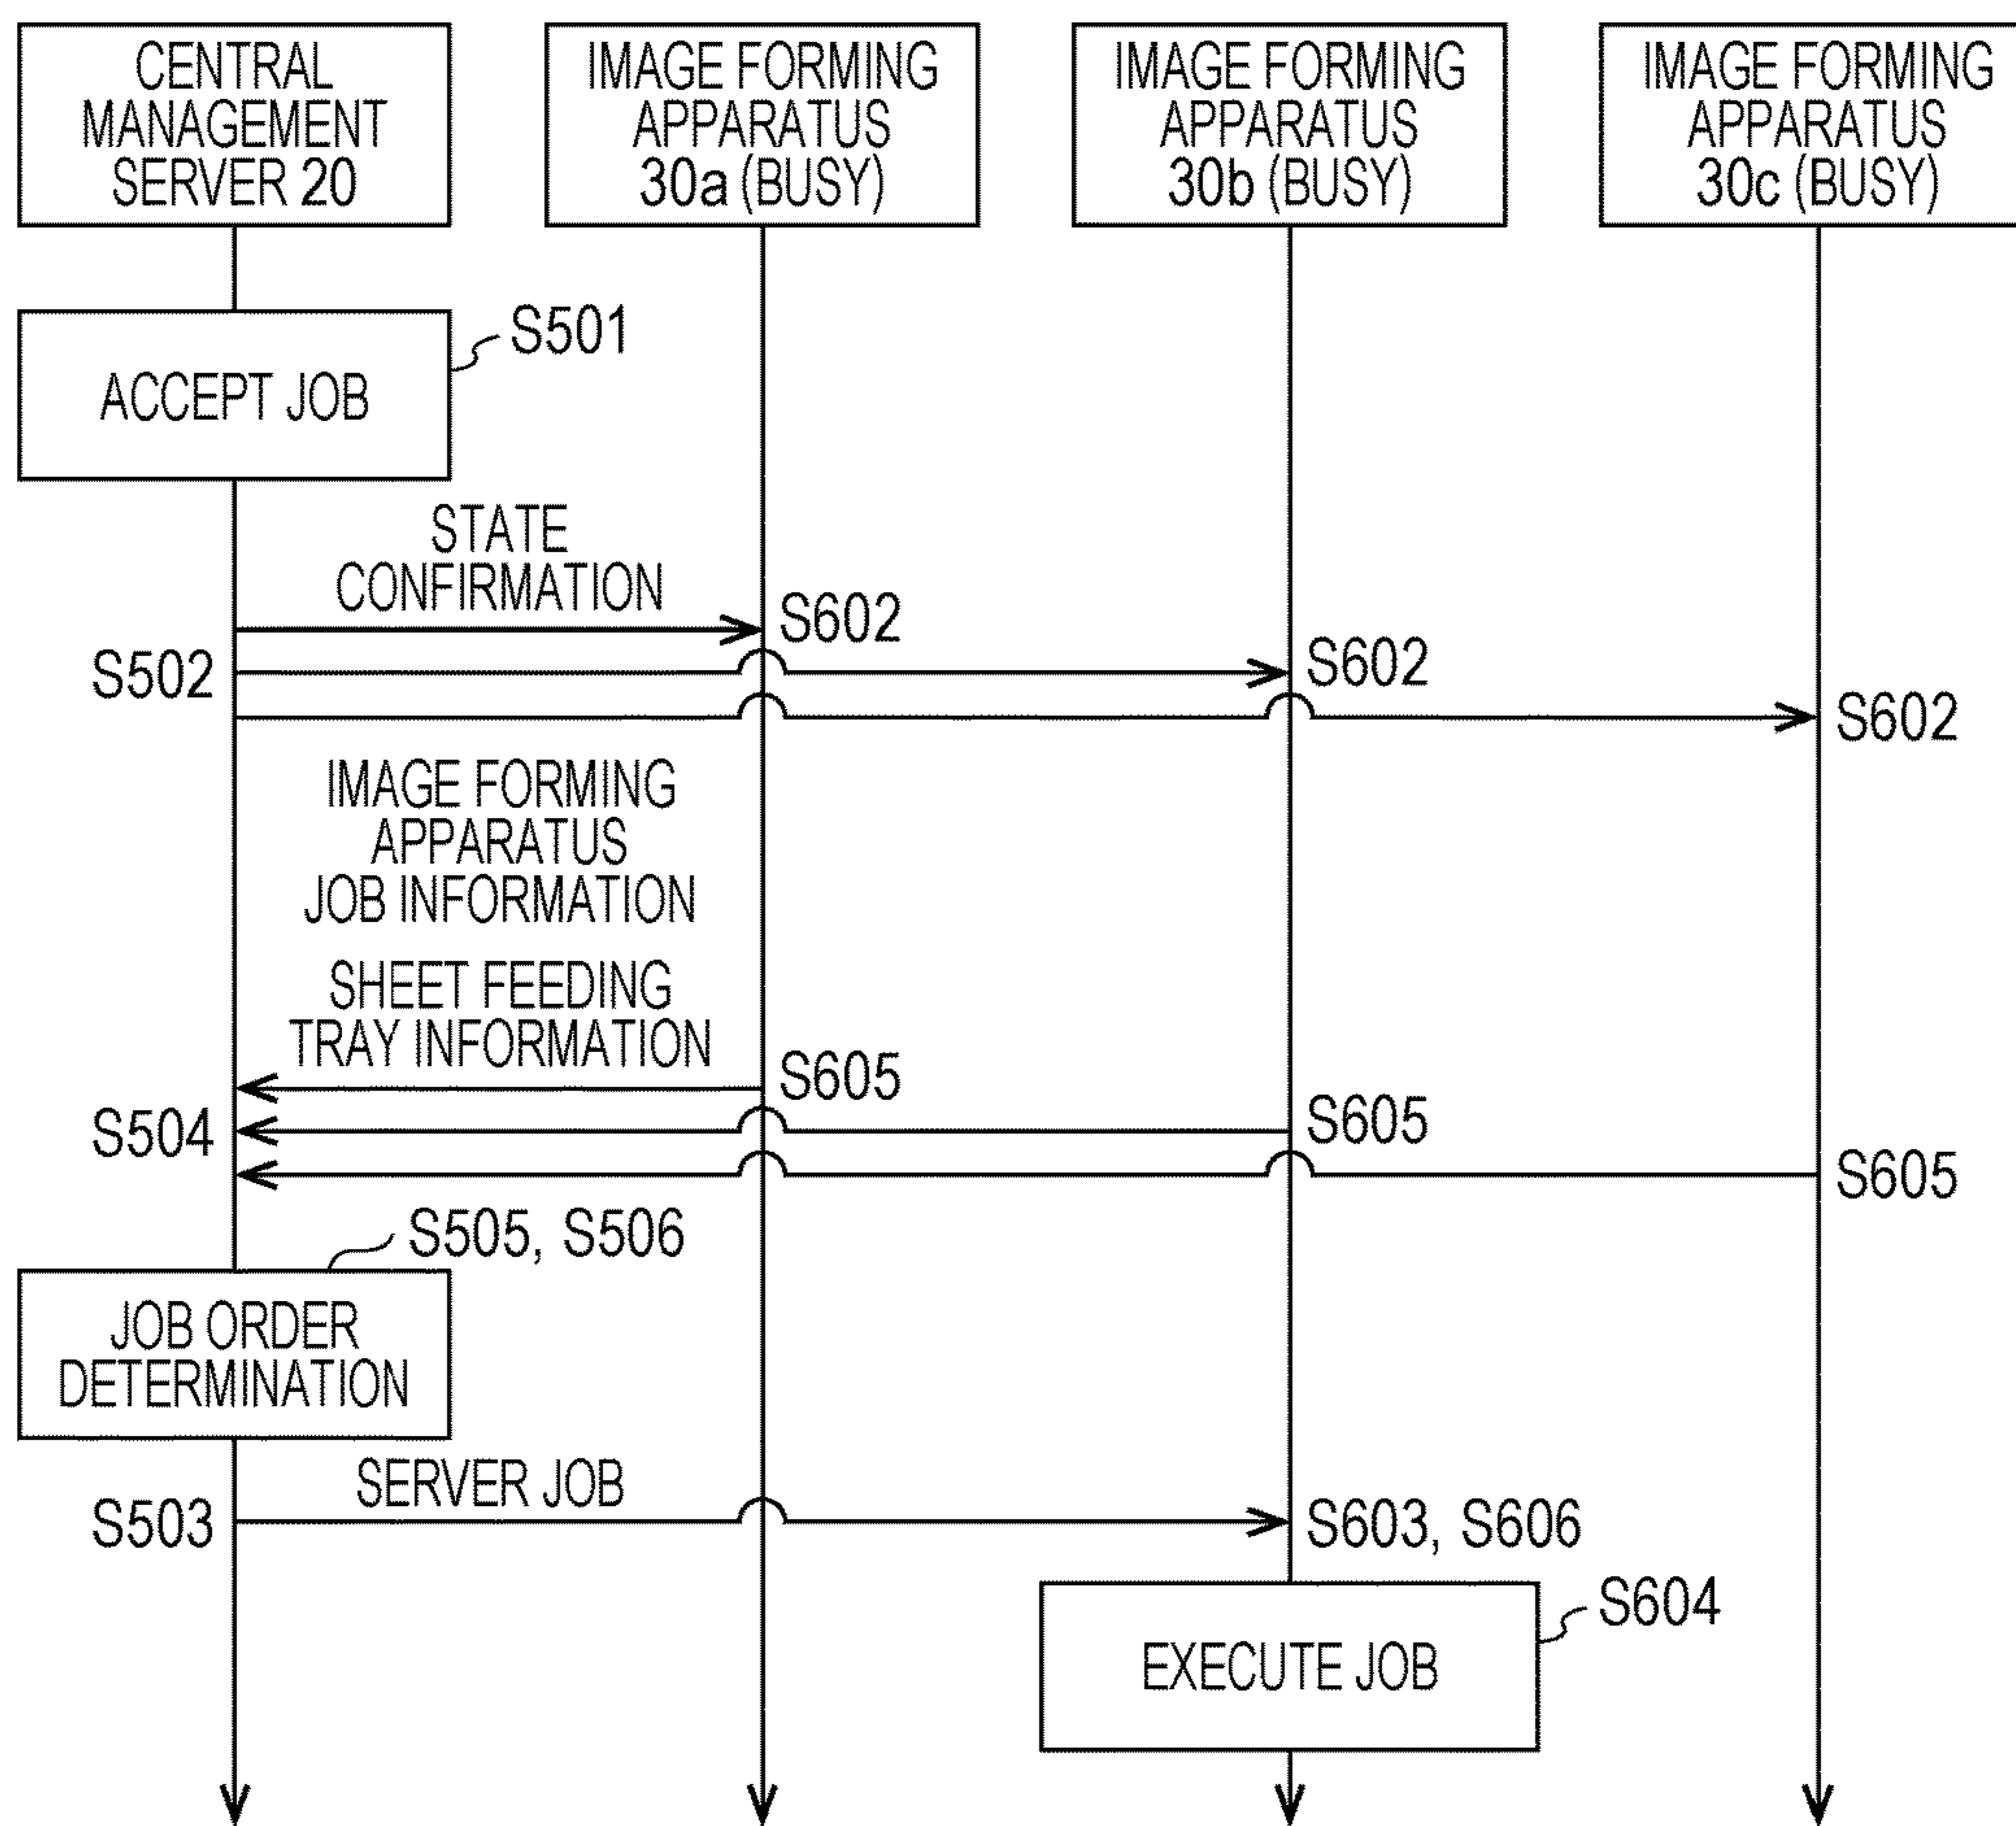 CENTRAL
MANAGEMENT
SERVER 20
IMAGE FORMING
APPARATUS
30a (BUSY)
IMAGE FORMING
APPARATUS
30b (BUSY)
IMAGE FORMING
APPARATUS
30c (BUSY)
S501
ACCEPT JOB
STATE
CONFIRMATION
S602
S502
S602
S602
IMAGE FORMING
APPARATUS
JOB INFORMATION
SHEET FEEDING
TRAY INFORMATION
S605
S504
S605
S605
S505, S506
JOB ORDER
DETERMINATION
SERVER JOB
S503
S603, S606
S604
EXECUTE JOB